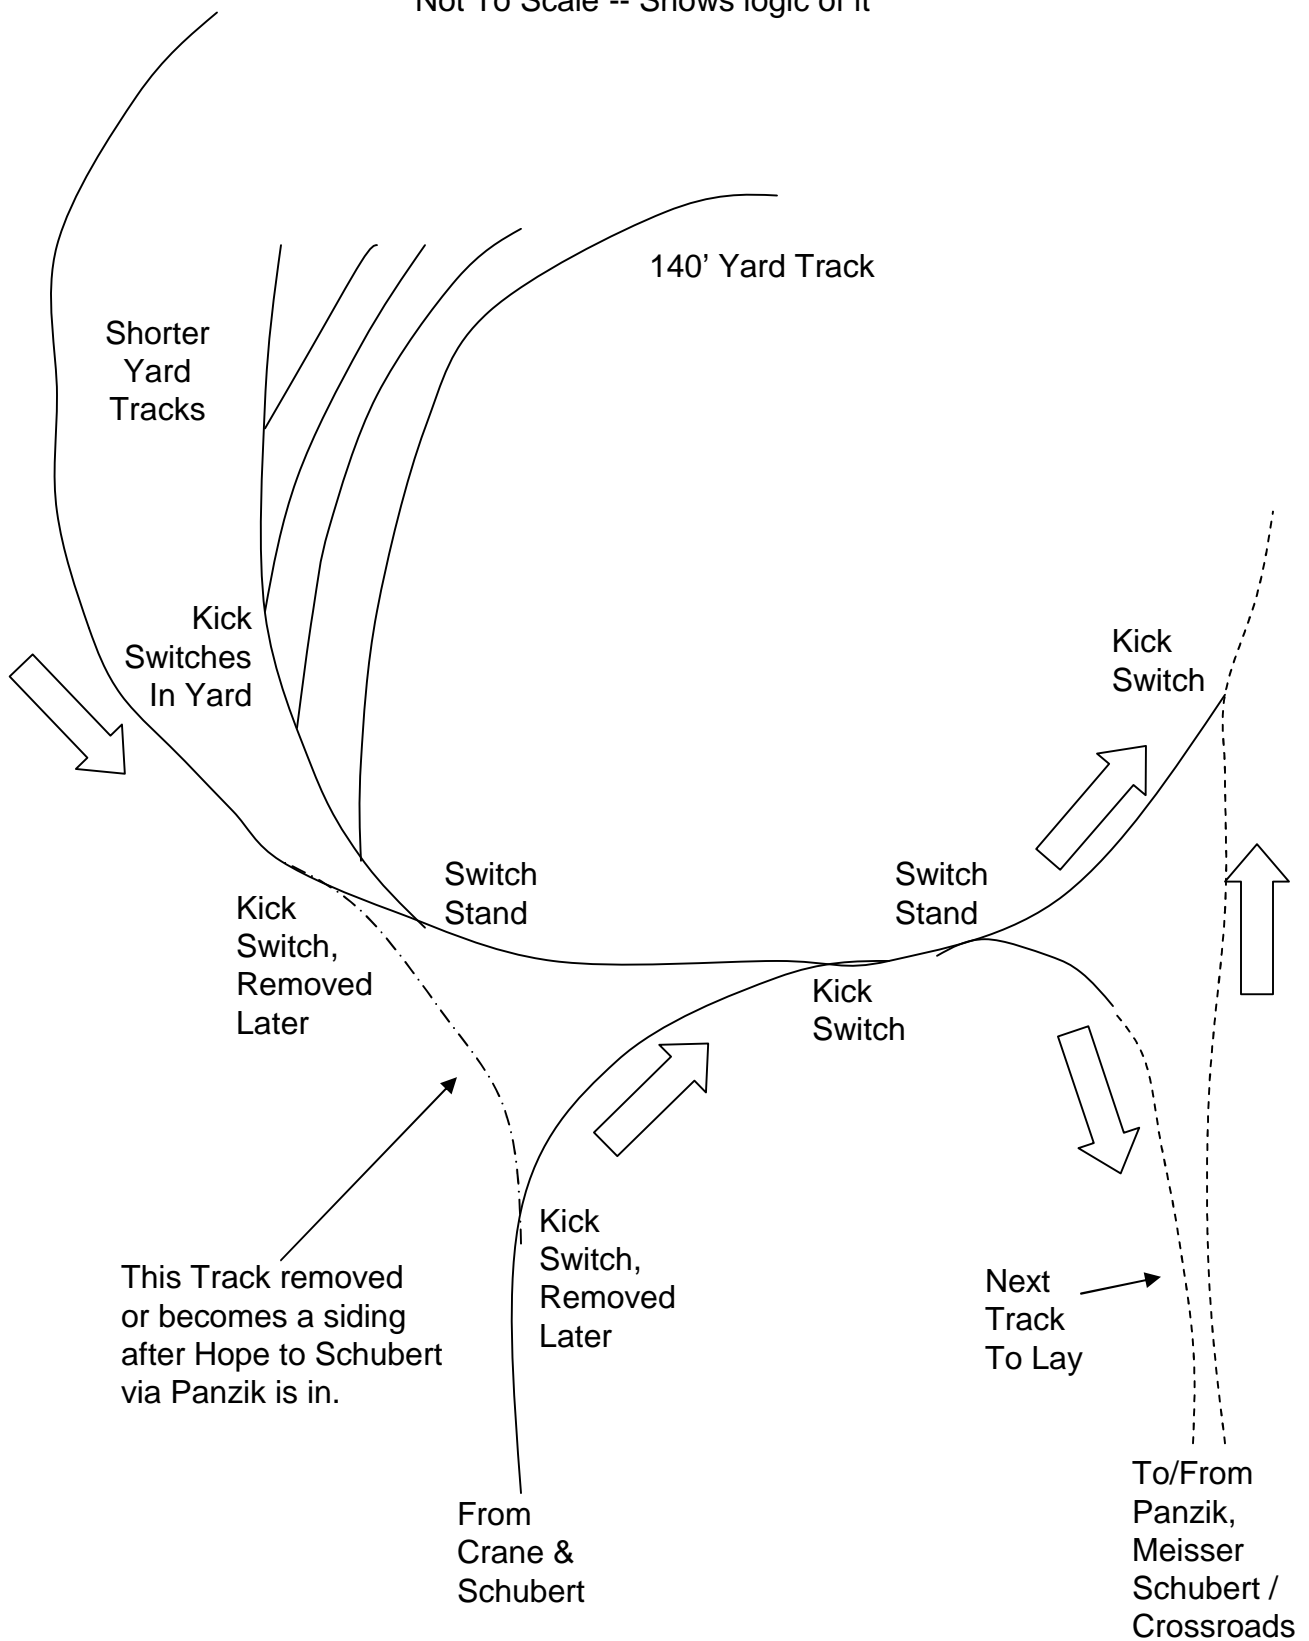 Not To Scale -- Shows logic of it
140’ Yard Track
Shorter
Yard
Tracks
Kick
Switches
In Yard
Kick
Switch
Switch
Stand
Switch
Stand
Kick
Switch,
Removed
Later
Kick
Switch
Kick
Switch,
Removed
Later
This Track removed
or becomes a siding
after Hope to Schubert
via Panzik is in.
Next
Track
To Lay
From
Crane &
Schubert
To/From
Panzik,
Meisser
Schubert /
Crossroads